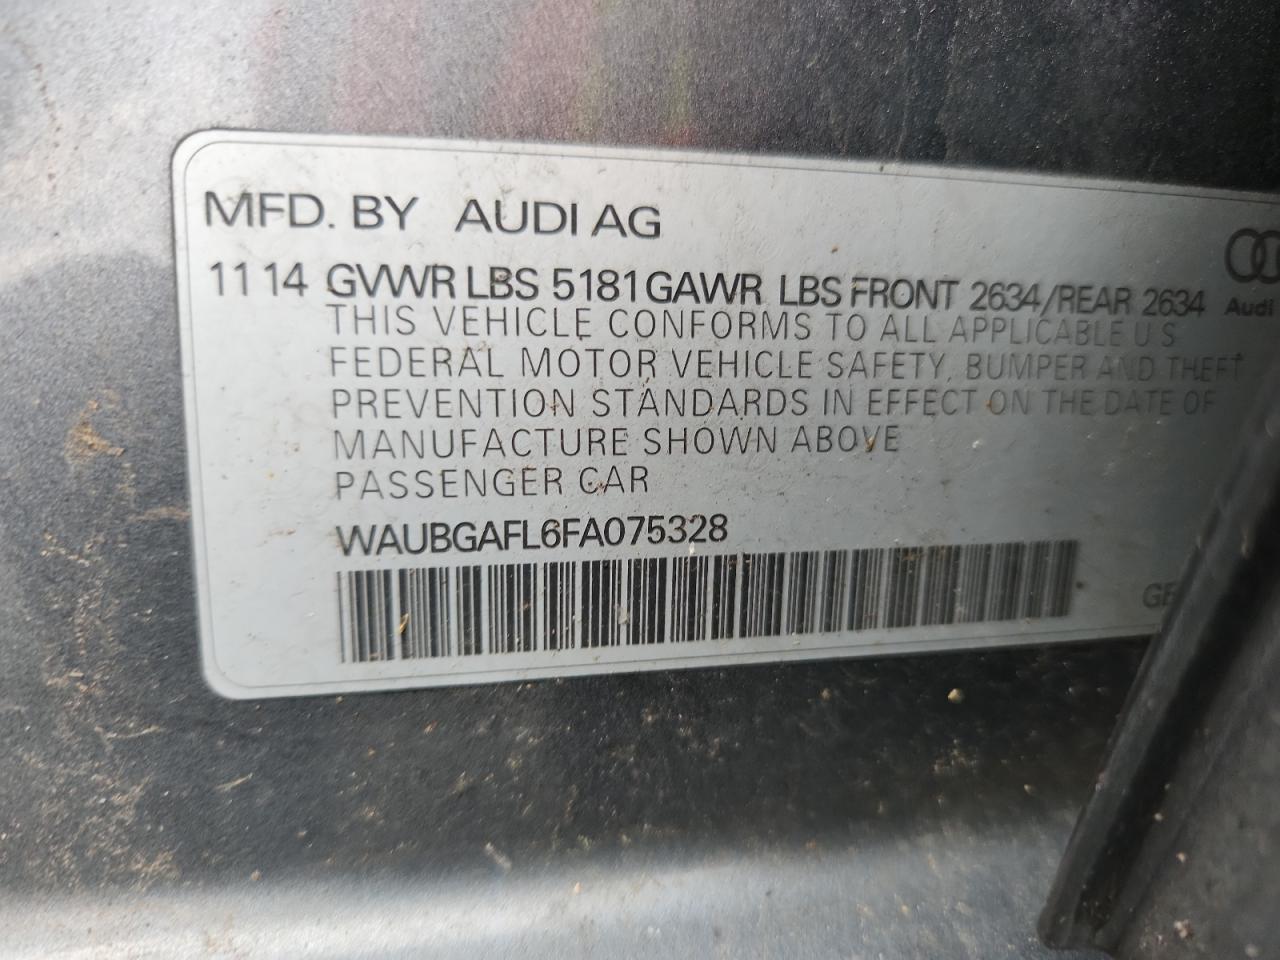 MFD. BY AUDI AG
11 14 GVWR LBS 5181 GAWR LBS FRONT 2634/REAR 2634
Audi
THIS VEHICLE CONFORMS TO ALL APPLICABLE U S
FEDERAL MOTOR VEHICLE SAFETY, BUMPER AND THEFT
PREVENTION STANDARDS IN EFFECT ON THE DATE OF
MANUFACTURE SHOWN ABOVE
PASSENGER CAR
WAUBGAFL6FA075328